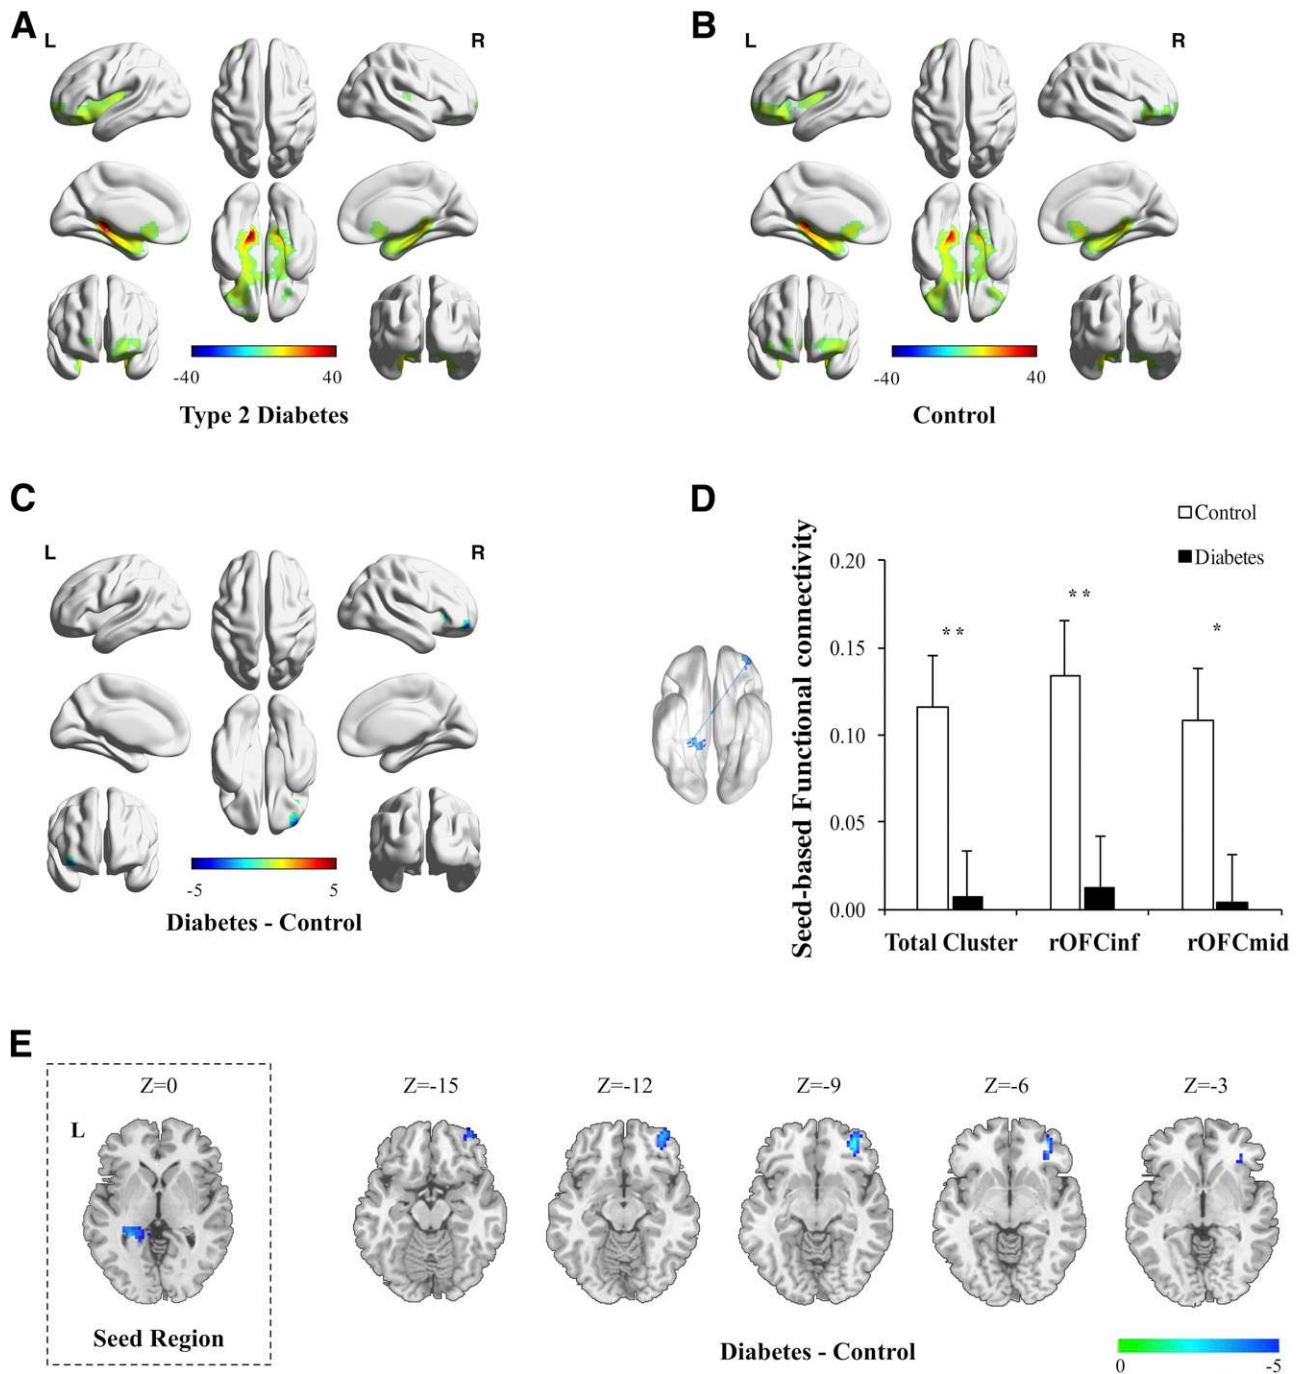 A
L
R
-40
40
Type 2 Diabetes
B
L
R
-40
40
Control
C
L
R
-5
5
Diabetes - Control
D
Control
Diabetes
Seed-based Functional connectivity
0.20
0.15
0.10
0.05
0.00
**
**
*
Total Cluster rOFCinf rOFCmid
E
Z=0
L
Seed Region
Z=-15 Z=-12 Z=-9 Z=-6 Z=-3
Diabetes - Control
0 -5